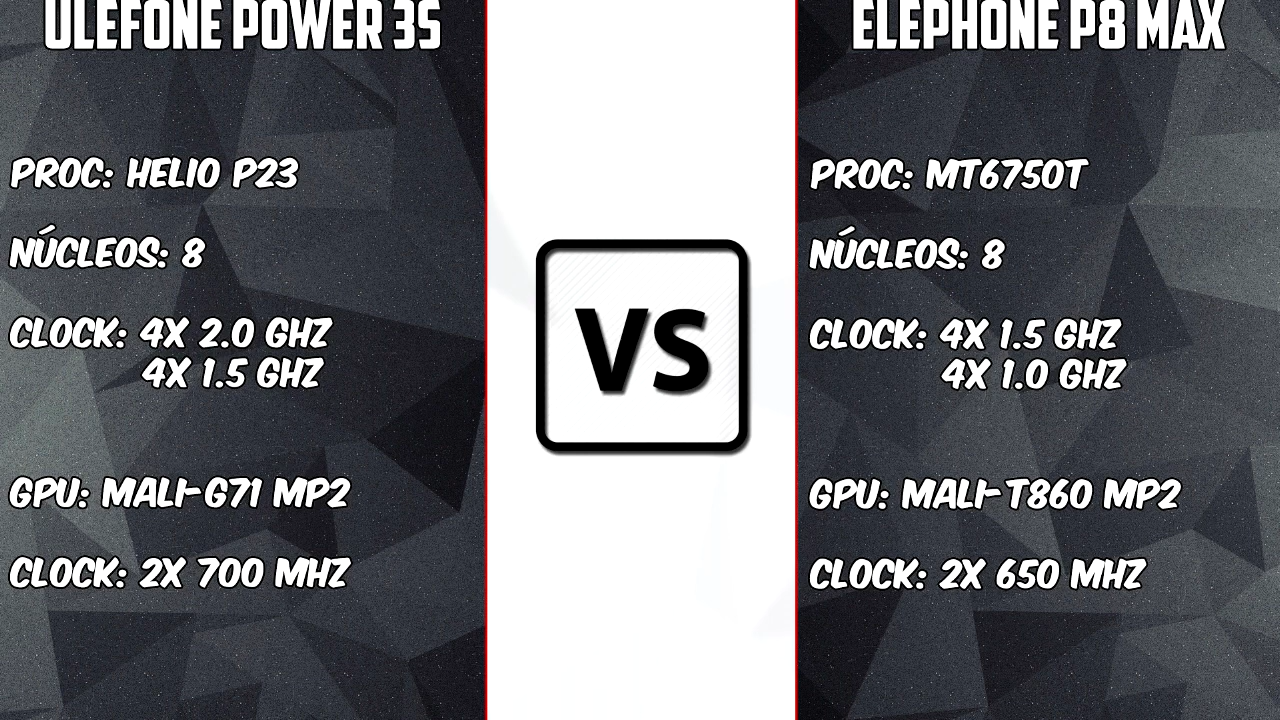 ULEFONE POWER 3S
PROC: HELIO P23
NÚCLEOS: 8
CLOCK: 4X 2.0 GHZ
4X 1.5 GHZ
GPU: MALI-G71 MP2
CLOCK: 2X 700 MHZ
VS
ELEPHONE P8 MAX
PROC: MT6750T
NÚCLEOS: 8
CLOCK: 4X 1.5 GHZ
4X 1.0 GHZ
GPU: MALI-T860 MP2
CLOCK: 2X 650 MHZ